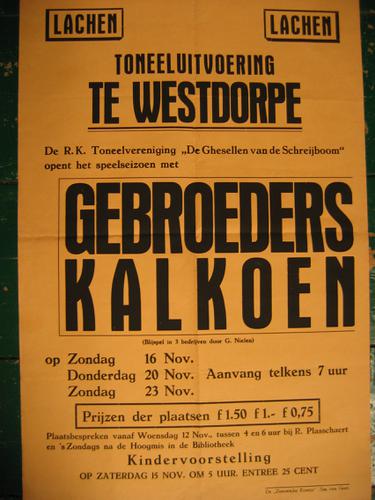 LACHEN LACHEN
TONEELUITVOERING
TE WESTDORPE
De R.K. Toneelvereniging „De Ghesellen van de Schreijboom"
opent het speelseizoen met
GEBROEDERS
KALKOEN
(Blijspel in 3 bedrijven door G. Nielen)
op Zondag 16 Nov.
Donderdag 20 Nov. Aanvang telkens 7 uur
Zondag 23 Nov.
Prijzen der plaatsen f 1.50 f 1.- f 0,75
Plaatsbespreken vanaf Woensdag 12 Nov., tussen 4 en 6 uur bij R. Plasschaert
en 's Zondags na de Hoogmis in de Bibliotheek
Kindervoorstelling
OP ZATERDAG 15 NOV. OM 5 UUR. ENTREE 25 CENT